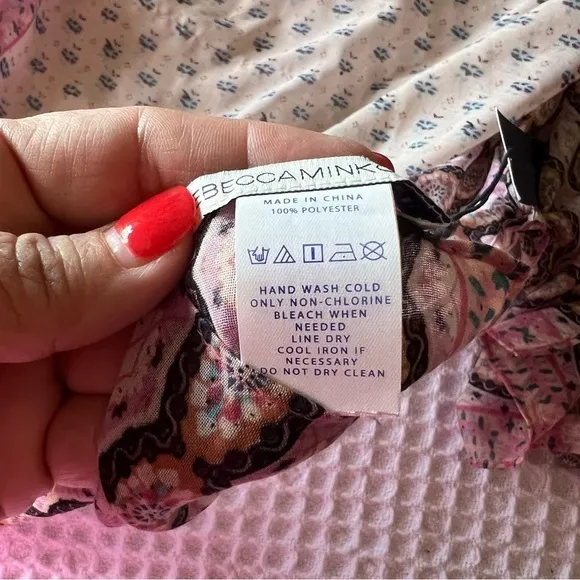 EBECCAMINK
MADE IN CHINA
100% POLYESTER
HAND WASH COLD
ONLY NON-CHLORINE
BLEACH WHEN
NEEDED
LINE DRY
COOL IRON IF
NECESSARY
DO NOT DRY CLEAN